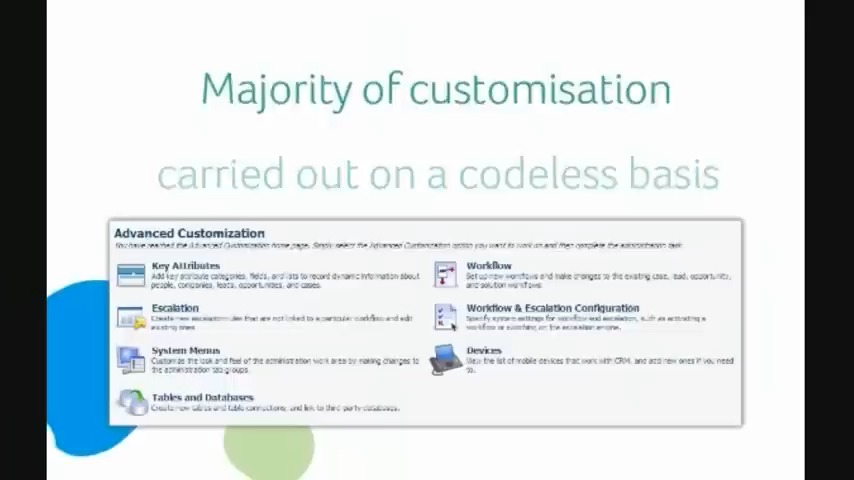 Majority of customisation
carried out on a codeless basis
Advanced Customization
You have reached the Advanced Customization home page. Simply select the Advanced Customization option you want to work on and then complete the administration task
Key Attributes
Add key attribute categories, fields, and lists to record dynamic information about
people, companies, leads, opportunities, and cases.
Workflow
Set up new workflows and make changes to the existing case, lead, opportunity,
and solution workflows.
Escalation
Create new escalation rules that are not linked to a particular workflow and edit
existing ones.
Workflow & Escalation Configuration
Specify system settings for workflow and escalation, such as activating a
workflow or switching on the escalation engine.
System Menus
Customize the look and feel of the administration work area by making changes to
the administration tab groups.
Devices
View the list of mobile devices that work with CRM, and add new ones if you need
to.
Tables and Databases
Create new tables and table connections, and link to third party databases.